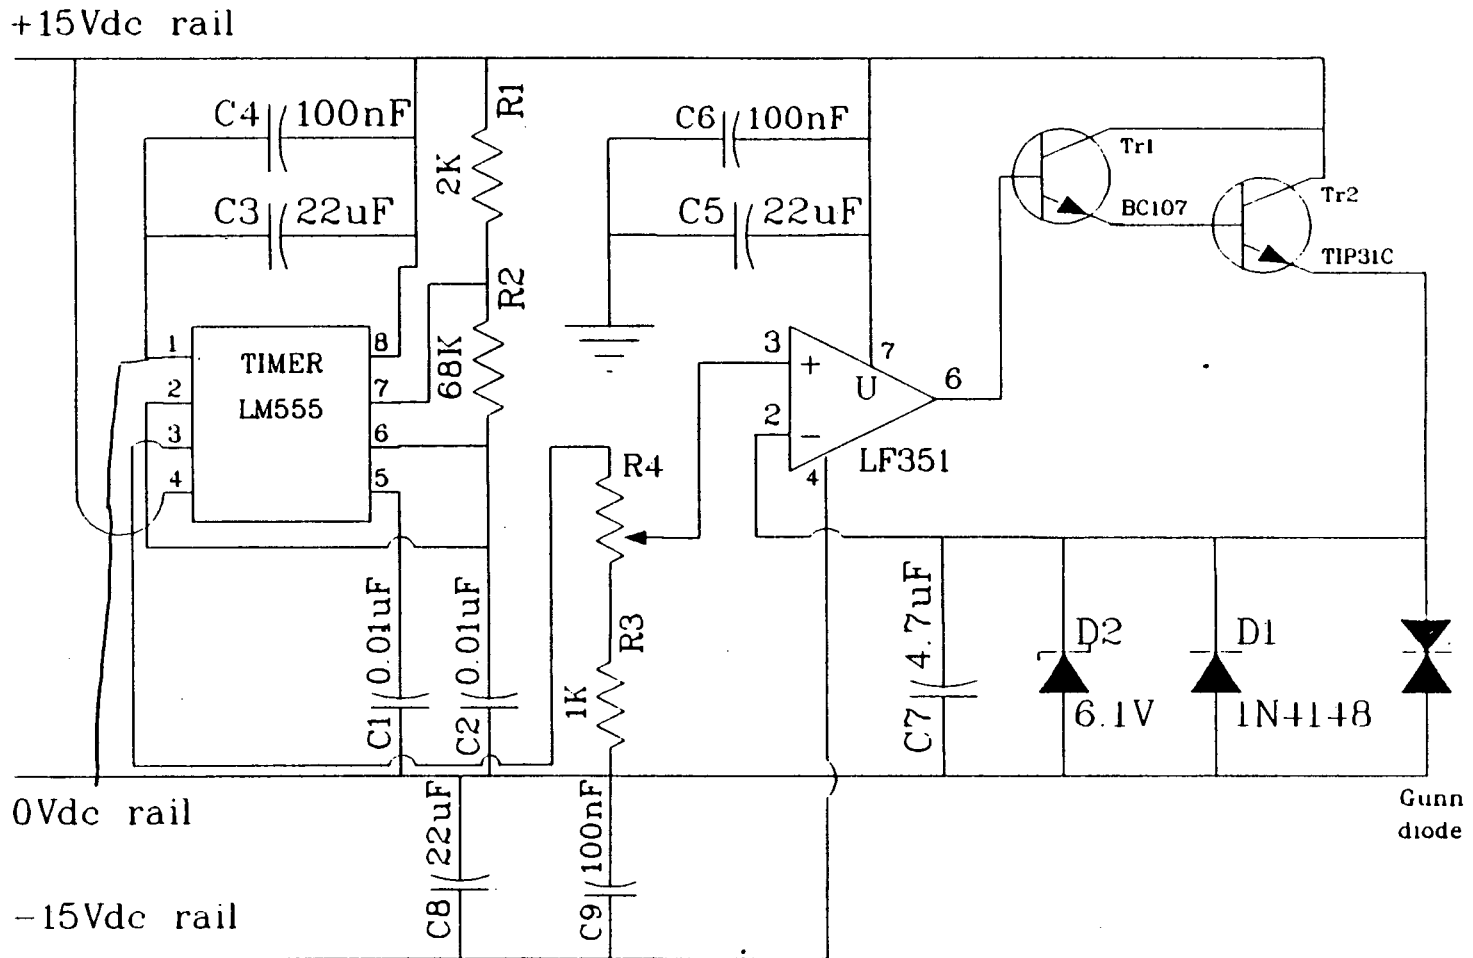 +15Vdc rail
C4 100nF
R1
2K
C3 22uF
C6 100nF
C5 22uF
Tr1
BC107
Tr2
TIP31C
R2
68K
TIMER
LM555
1
2
3
4
8
7
6
5
3
+
2
−
7
U
6
4
LF351
R4
R3
1K
C1 0.01uF
C2 0.01uF
C7 4.7uF
D2
6.1V
D1
1N4148
Gunn
diode
0Vdc rail
C8 22uF
C9 100nF
-15Vdc rail